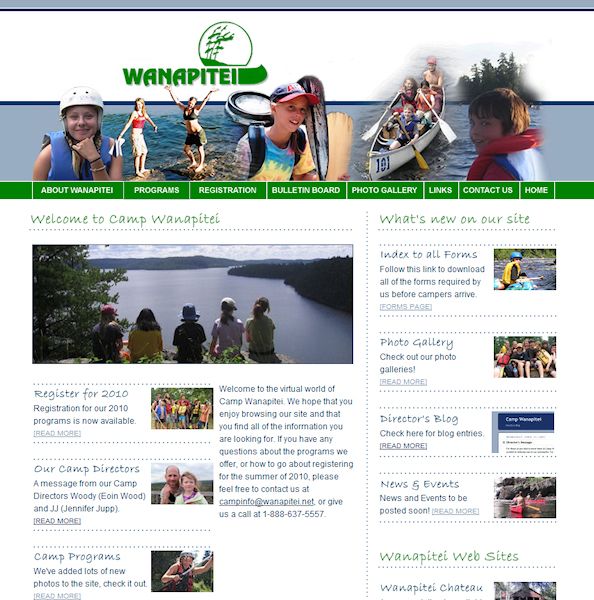 WANAPITEI
101
ABOUT WANAPITEI
PROGRAMS
REGISTRATION
BULLETIN BOARD
PHOTO GALLERY
LINKS
CONTACT US
HOME
Welcome to Camp Wanapitei
Register for 2010
Registration for our 2010
programs is now available.
[READ MORE]
Our Camp Directors
A message from our Camp
Directors Woody (Eoin Wood)
and JJ (Jennifer Jupp).
[READ MORE]
Camp Programs
We've added lots of new
photos to the site, check it out.
[READ MORE]
Welcome to the virtual world of
Camp Wanapitei. We hope that you
enjoy browsing our site and that
you find all of the information you
are looking for. If you have any
questions about the programs we
offer, or how to go about registering
for the summer of 2010, please
feel free to contact us at
campinfo@wanapitei.net, or give
us a call at 1-888-637-5557.
What's new on our site
Index to all Forms
Follow this link to download
all of the forms required by
us before campers arrive.
[FORMS PAGE]
Photo Gallery
Check out our photo
galleries!
[READ MORE]
Director's Blog
Check here for blog entries.
[READ MORE]
Camp Wanapitei
News & Events
News and Events to be
posted soon! [READ MORE]
Wanapitei Web Sites
Wanapitei Chateau